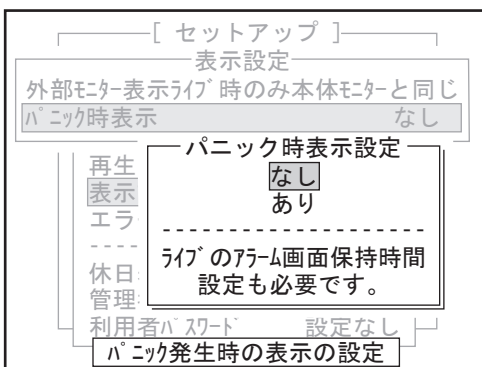 [ セットアップ ]
表示設定
外部ﾓﾆﾀｰ表示ﾗｲﾌﾞ時のみ本体ﾓﾆﾀｰと同じ
ﾊﾟﾆｯｸ時表示 なし
パニック時表示設定
なし
あり
--------------------
ﾗｲﾌﾞのｱﾗｰﾑ画面保持時間
設定も必要です。
再生
表示
エラ
----
休日
管理
利用者ﾊﾟｽﾜｰﾄﾞ 設定なし
ﾊﾟﾆｯｸ発生時の表示の設定